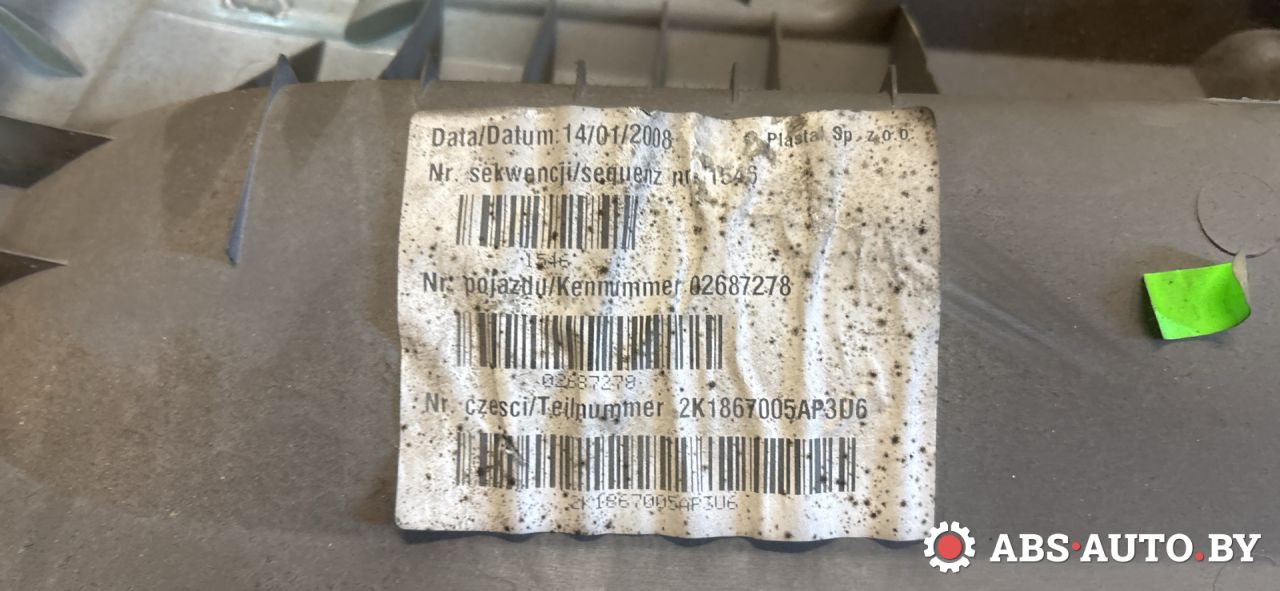 Data/Datum: 14/01/2008 Plastal Sp. z.o.o.
Nr. sekwencji/sequenz nr. 1546
1546
Nr. pojazdu/Kennummer 02687278
02687278
Nr. czesci/Teilnummer 2K1867005AP3U6
2K1867005AP3U6
ABS·AUTO.BY